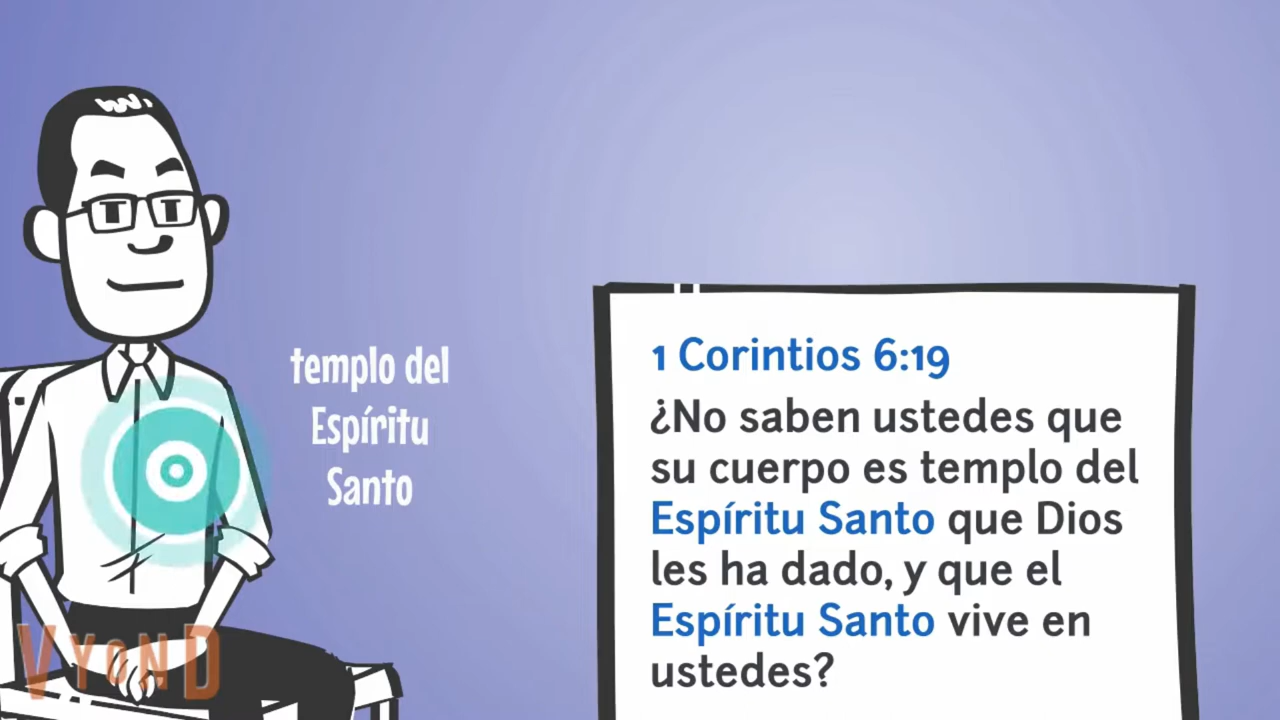 templo del
Espíritu
Santo
1 Corintios 6:19
¿No saben ustedes que
su cuerpo es templo del
Espíritu Santo que Dios
les ha dado, y que el
Espíritu Santo vive en
ustedes?
VYOND